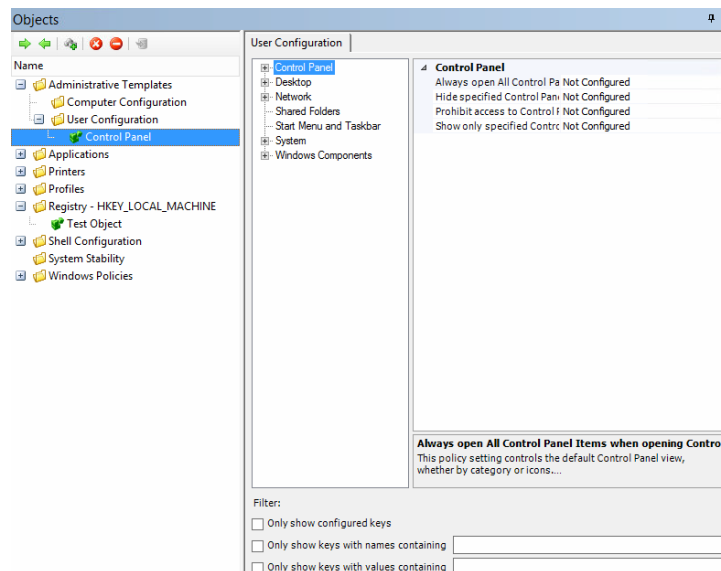 Objects
Name
Administrative Templates
Computer Configuration
User Configuration
Control Panel
Applications
Printers
Profiles
Registry - HKEY_LOCAL_MACHINE
Test Object
Shell Configuration
System Stability
Windows Policies
User Configuration
Control Panel
Desktop
Network
Shared Folders
Start Menu and Taskbar
System
Windows Components
Control Panel
Always open All Control Pa Not Configured
Hide specified Control Pan Not Configured
Prohibit access to Control Not Configured
Show only specified Contrc Not Configured
Always open All Control Panel Items when opening Contro
This policy setting controls the default Control Panel view,
whether by category or icons....
Filter:
Only show configured keys
Only show keys with names containing
Only show keys with values containing